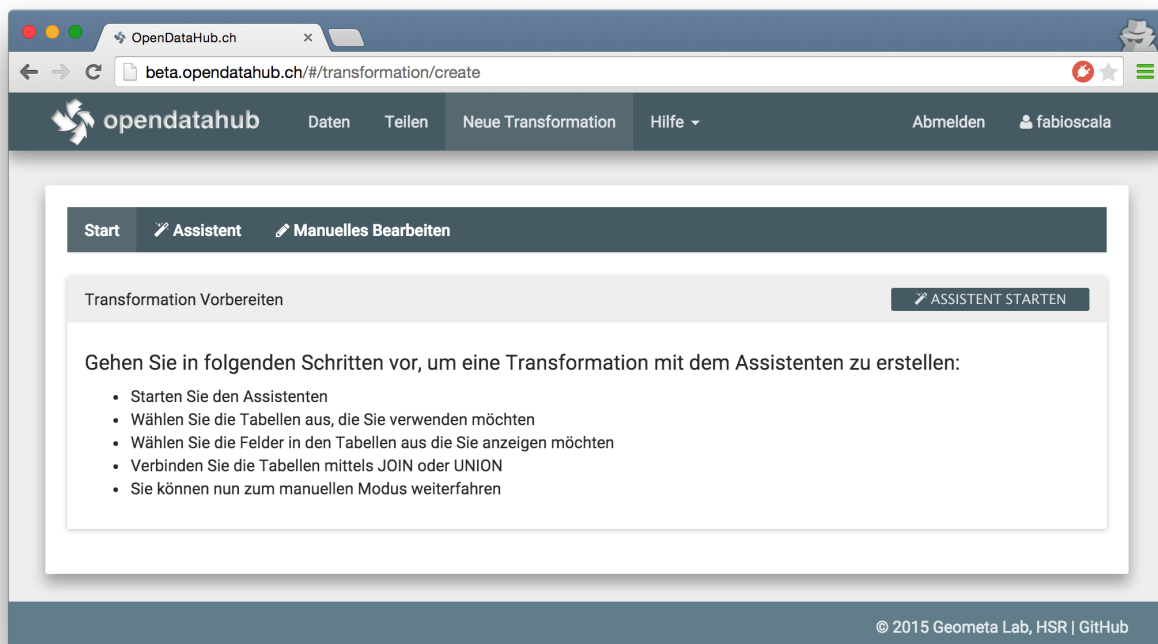 OpenDataHub.ch
beta.opendatahub.ch/#/transformation/create
opendatahub Daten Teilen Neue Transformation Hilfe Abmelden fabioscala
Start Assistent Manuelles Bearbeiten
Transformation Vorbereiten ASSISTENT STARTEN
Gehen Sie in folgenden Schritten vor, um eine Transformation mit dem Assistenten zu erstellen:
Starten Sie den Assistenten
Wählen Sie die Tabellen aus, die Sie verwenden möchten
Wählen Sie die Felder in den Tabellen aus die Sie anzeigen möchten
Verbinden Sie die Tabellen mittels JOIN oder UNION
Sie können nun zum manuellen Modus weiterfahren
© 2015 Geometa Lab, HSR | GitHub